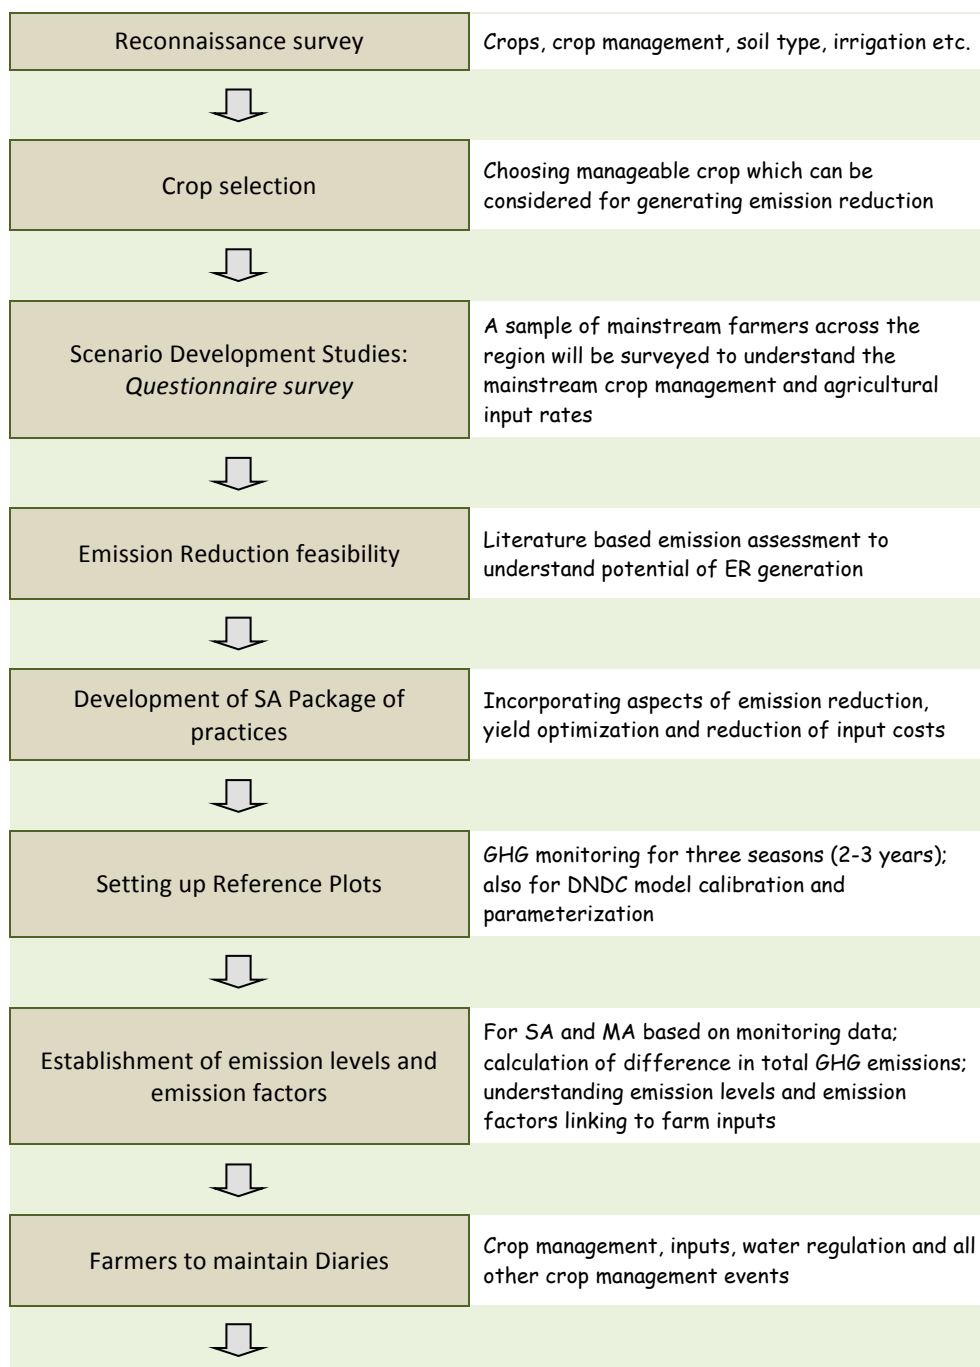 Reconnaissance survey
Crops, crop management, soil type, irrigation etc.
Crop selection
Choosing manageable crop which can be
considered for generating emission reduction
Scenario Development Studies:
Questionnaire survey
A sample of mainstream farmers across the
region will be surveyed to understand the
mainstream crop management and agricultural
input rates
Emission Reduction feasibility
Literature based emission assessment to
understand potential of ER generation
Development of SA Package of
practices
Incorporating aspects of emission reduction,
yield optimization and reduction of input costs
Setting up Reference Plots
GHG monitoring for three seasons (2-3 years);
also for DNDC model calibration and
parameterization
Establishment of emission levels and
emission factors
For SA and MA based on monitoring data;
calculation of difference in total GHG emissions;
understanding emission levels and emission
factors linking to farm inputs
Farmers to maintain Diaries
Crop management, inputs, water regulation and all
other crop management events